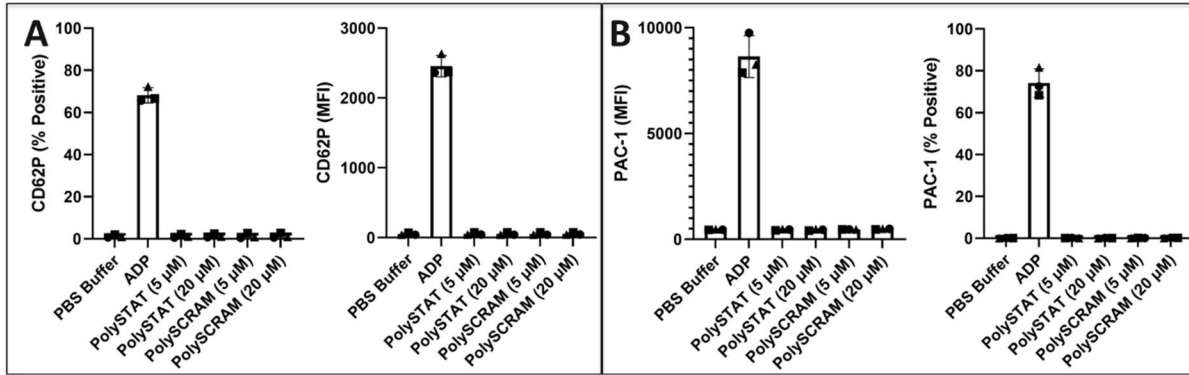 A
CD62P (% Positive)
100
80
60
40
20
0
PBS Buffer
ADP
PolySTAT (5 µM)
PolySTAT (20 µM)
PolySCRAM (5 µM)
PolySCRAM (20 µM)
CD62P (MFI)
3000
2000
1000
0
PBS Buffer
ADP
PolySTAT (5 µM)
PolySTAT (20 µM)
PolySCRAM (5 µM)
PolySCRAM (20 µM)
B
PAC-1 (MFI)
10000
5000
0
PBS Buffer
ADP
PolySTAT (5 µM)
PolySTAT (20 µM)
PolySCRAM (5 µM)
PolySCRAM (20 µM)
PAC-1 (% Positive)
100
80
60
40
20
0
PBS Buffer
ADP
PolySTAT (5 µM)
PolySTAT (20 µM)
PolySCRAM (5 µM)
PolySCRAM (20 µM)